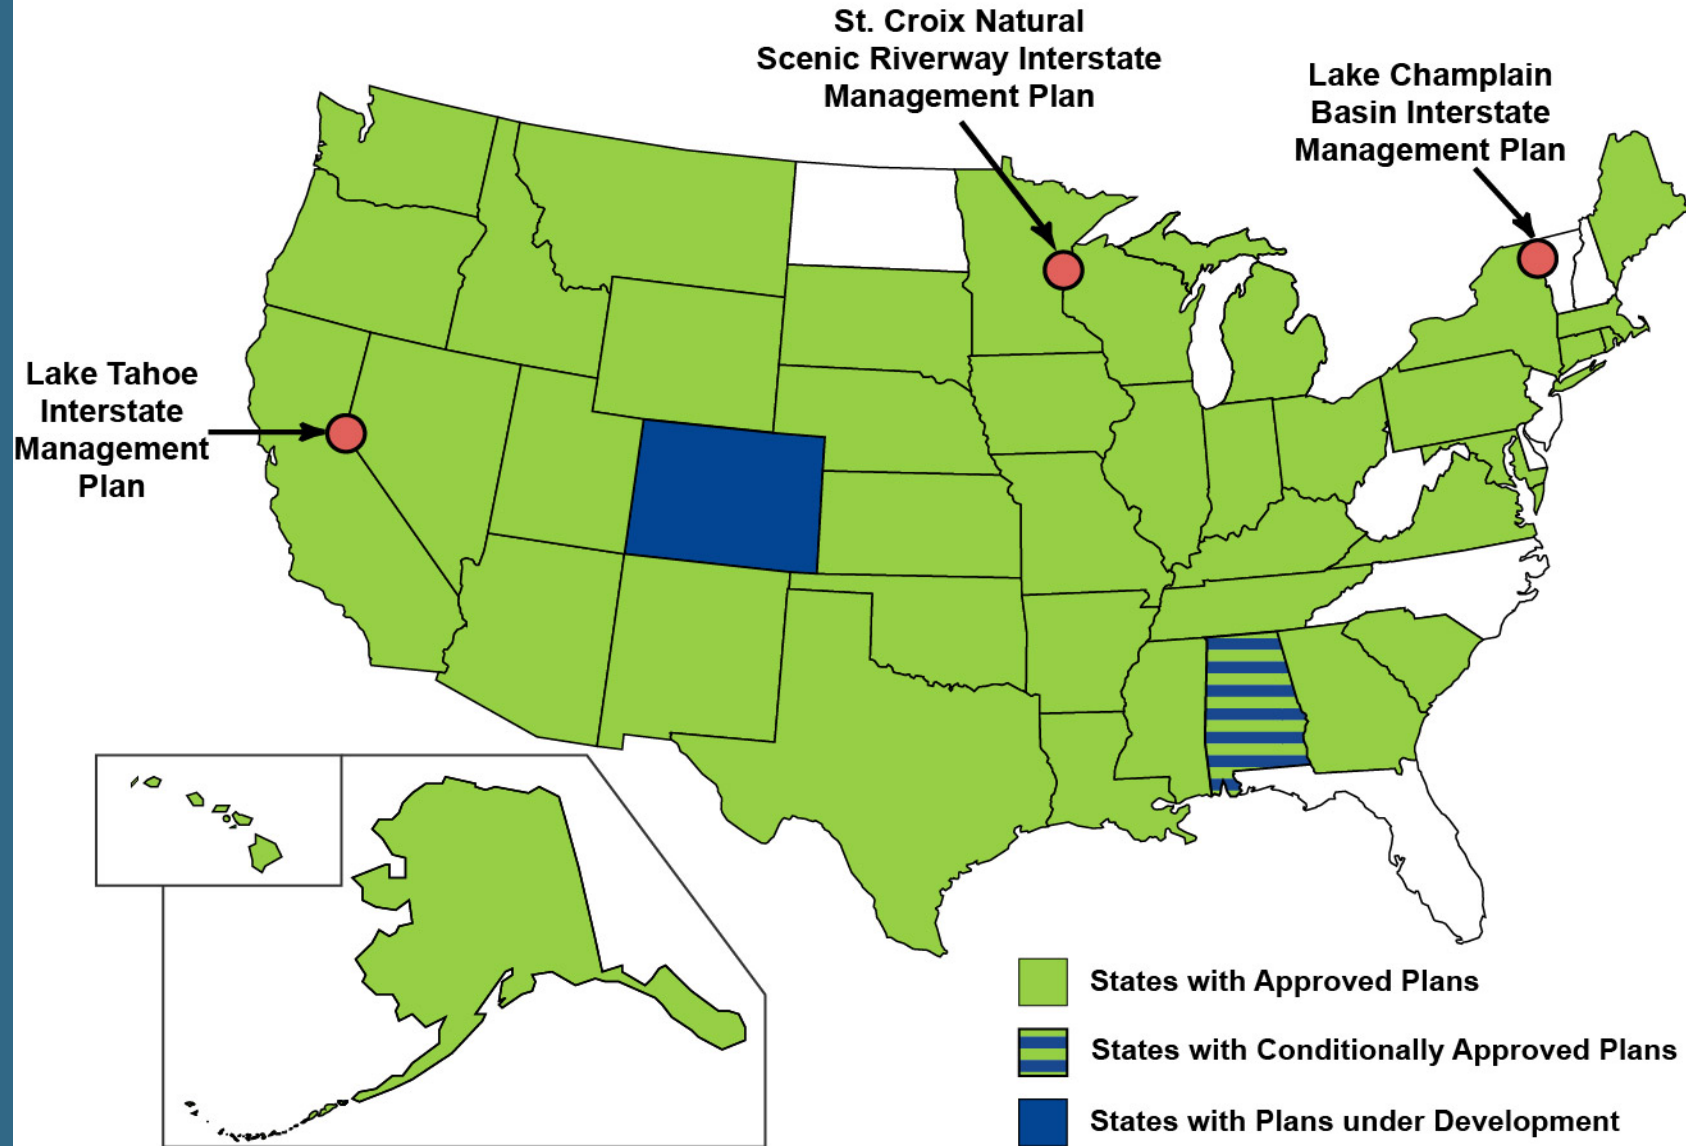 St. Croix Natural
Scenic Riverway Interstate
Management Plan
Lake Champlain
Basin Interstate
Management Plan
Lake Tahoe
Interstate
Management
Plan
States with Approved Plans
States with Conditionally Approved Plans
States with Plans under Development